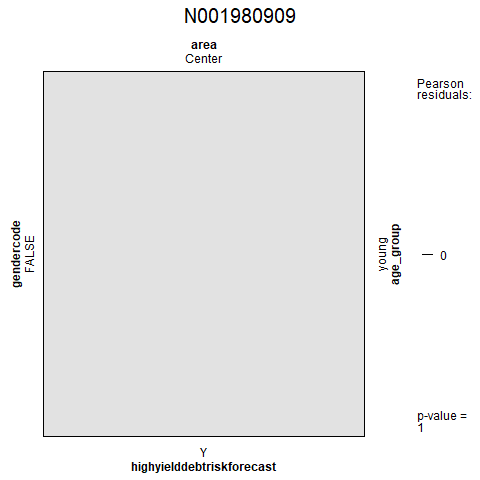 N001980909
area
Center
Pearson
residuals:
gendercode
FALSE
young
age_group
0
p-value =
1
Y
highyielddebtriskforecast